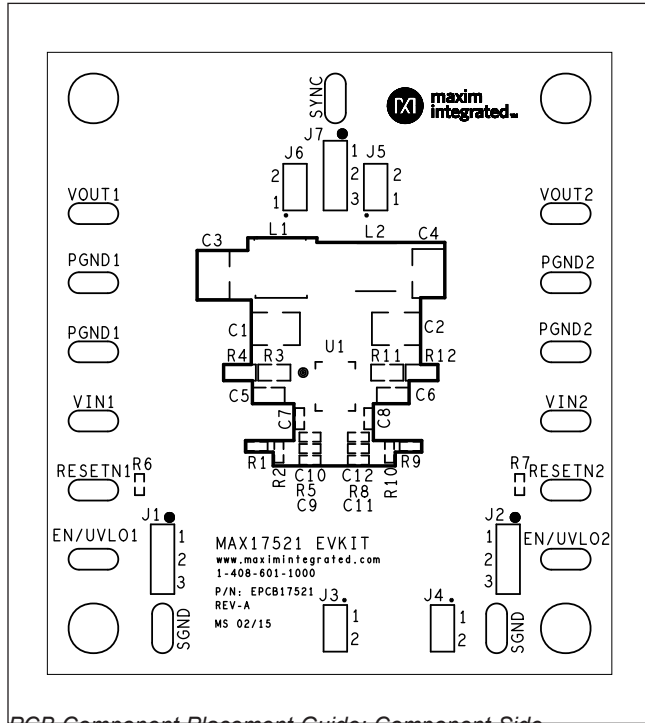 SYNC
maxim
integrated™
J7
J6
J5
1
2
3
2
1
2
1
VOUT1
VOUT2
L1
L2
C3
C4
PGND1
PGND2
C1
C2
PGND1
PGND2
U1
R4
R3
R11
R12
C5
C6
VIN1
VIN2
C7
C8
R1
R2
C10
C12
R10
R9
R5
R8
C9
C11
RESETN1
R6
R7
RESETN2
J1
J2
EN/UVLO1
EN/UVLO2
1
2
3
1
2
3
MAX17521 EVKIT
www.maximintegrated.com
1-408-601-1000
P/N: EPCB17521
REV-A
MS 02/15
J3
J4
1
2
1
2
SGND
SGND
PCB Component Placement Guide: Component Side